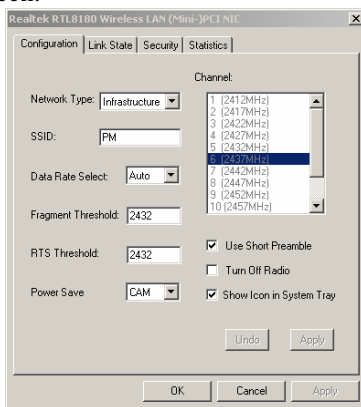 Realtek RTL8180 Wireless LAN (Mini-)PCI NIC
Configuration Link State Security Statistics
Network Type: Infrastructure
SSID: PM
Data Rate Select: Auto
Fragment Threshold: 2432
RTS Threshold: 2432
Power Save CAM
Channel:
1 (2412MHz)
2 (2417MHz)
3 (2422MHz)
4 (2427MHz)
5 (2432MHz)
6 (2437MHz)
7 (2442MHz)
8 (2447MHz)
9 (2452MHz)
10 (2457MHz)
Use Short Preamble
Turn Off Radio
Show Icon in System Tray
Undo Apply
OK Cancel Apply